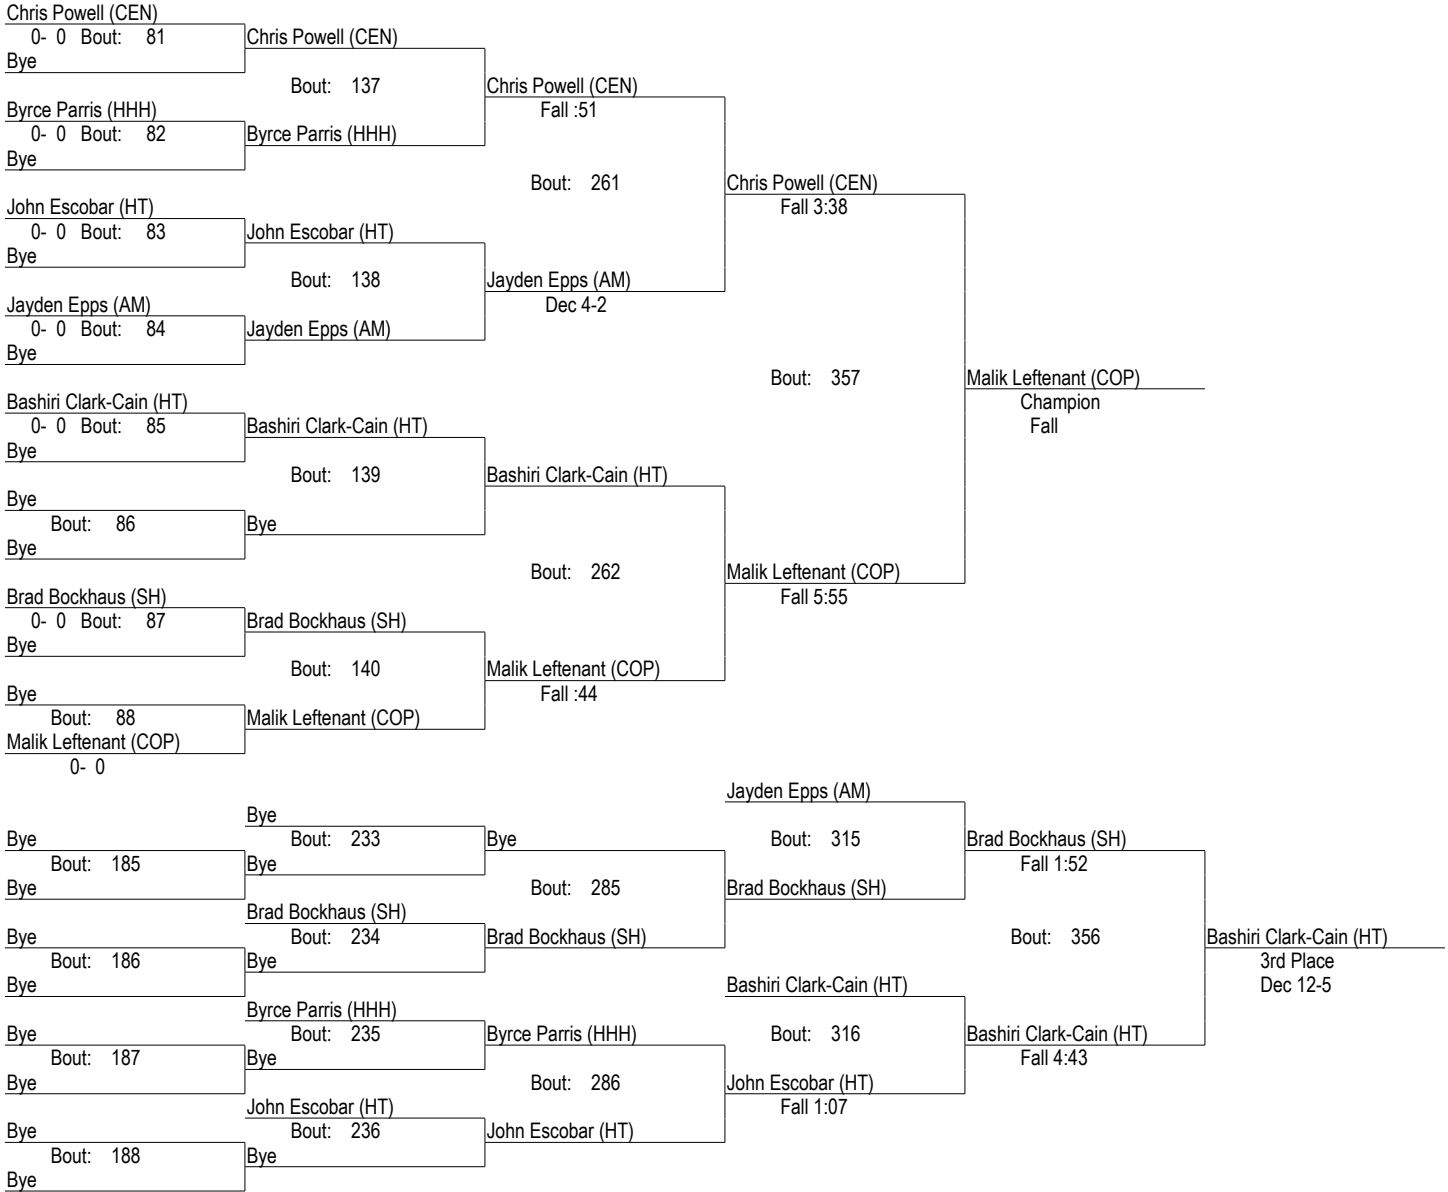 Chris Powell (CEN)
0- 0 Bout: 81
Chris Powell (CEN)
Bye
Bout: 137
Chris Powell (CEN)
Byrce Parris (HHH)
Fall :51
0- 0 Bout: 82
Byrce Parris (HHH)
Bye
Bout: 261
Chris Powell (CEN)
John Escobar (HT)
Fall 3:38
0- 0 Bout: 83
John Escobar (HT)
Bye
Bout: 138
Jayden Epps (AM)
Jayden Epps (AM)
Dec 4-2
0- 0 Bout: 84
Jayden Epps (AM)
Bye
Bout: 357
Malik Leftenant (COP)
Bashiri Clark-Cain (HT)
Champion
0- 0 Bout: 85
Bashiri Clark-Cain (HT)
Fall
Bye
Bout: 139
Bashiri Clark-Cain (HT)
Bye
Bout: 86
Bye
Bye
Bout: 262
Malik Leftenant (COP)
Brad Bockhaus (SH)
Fall 5:55
0- 0 Bout: 87
Brad Bockhaus (SH)
Bye
Bout: 140
Malik Leftenant (COP)
Bye
Fall :44
Bout: 88
Malik Leftenant (COP)
Malik Leftenant (COP)
0- 0
Jayden Epps (AM)
Bye
Bye
Bout: 233
Bye
Bout: 315
Brad Bockhaus (SH)
Bout: 185
Bye
Fall 1:52
Bye
Bout: 285
Brad Bockhaus (SH)
Brad Bockhaus (SH)
Bye
Bout: 234
Brad Bockhaus (SH)
Bout: 356
Bashiri Clark-Cain (HT)
Bout: 186
Bye
3rd Place
Bye
Bashiri Clark-Cain (HT)
Dec 12-5
Byrce Parris (HHH)
Bye
Bout: 235
Byrce Parris (HHH)
Bout: 316
Bashiri Clark-Cain (HT)
Bout: 187
Bye
Fall 4:43
Bye
Bout: 286
John Escobar (HT)
John Escobar (HT)
Fall 1:07
Bye
Bout: 236
John Escobar (HT)
Bout: 188
Bye
Bye